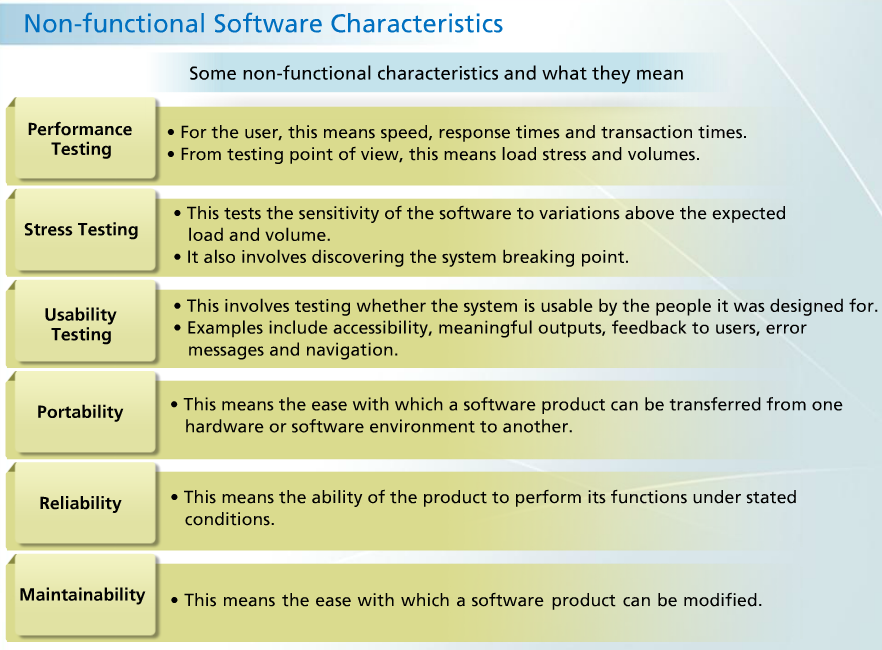 Non-functional Software Characteristics
Some non-functional characteristics and what they mean
Performance
Testing
• For the user, this means speed, response times and transaction times.
• From testing point of view, this means load stress and volumes.
Stress Testing
• This tests the sensitivity of the software to variations above the expected
load and volume.
• It also involves discovering the system breaking point.
Usability
Testing
• This involves testing whether the system is usable by the people it was designed for.
• Examples include accessibility, meaningful outputs, feedback to users, error
messages and navigation.
Portability
• This means the ease with which a software product can be transferred from one
hardware or software environment to another.
Reliability
• This means the ability of the product to perform its functions under stated
conditions.
Maintainability
• This means the ease with which a software product can be modified.